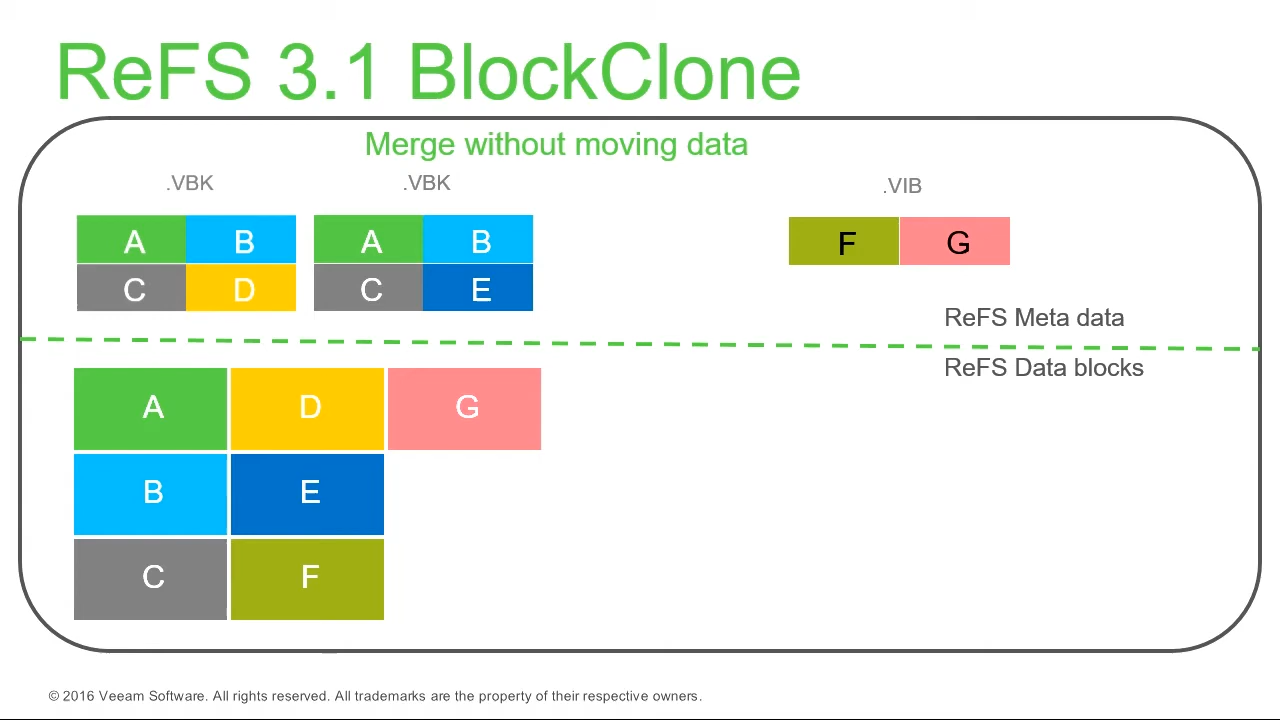 ReFS 3.1 BlockClone
Merge without moving data
.VBK .VBK .VIB
A B A B F G
C D C E
ReFS Meta data
ReFS Data blocks
A D G
B E
C F
© 2016 Veeam Software. All rights reserved. All trademarks are the property of their respective owners.